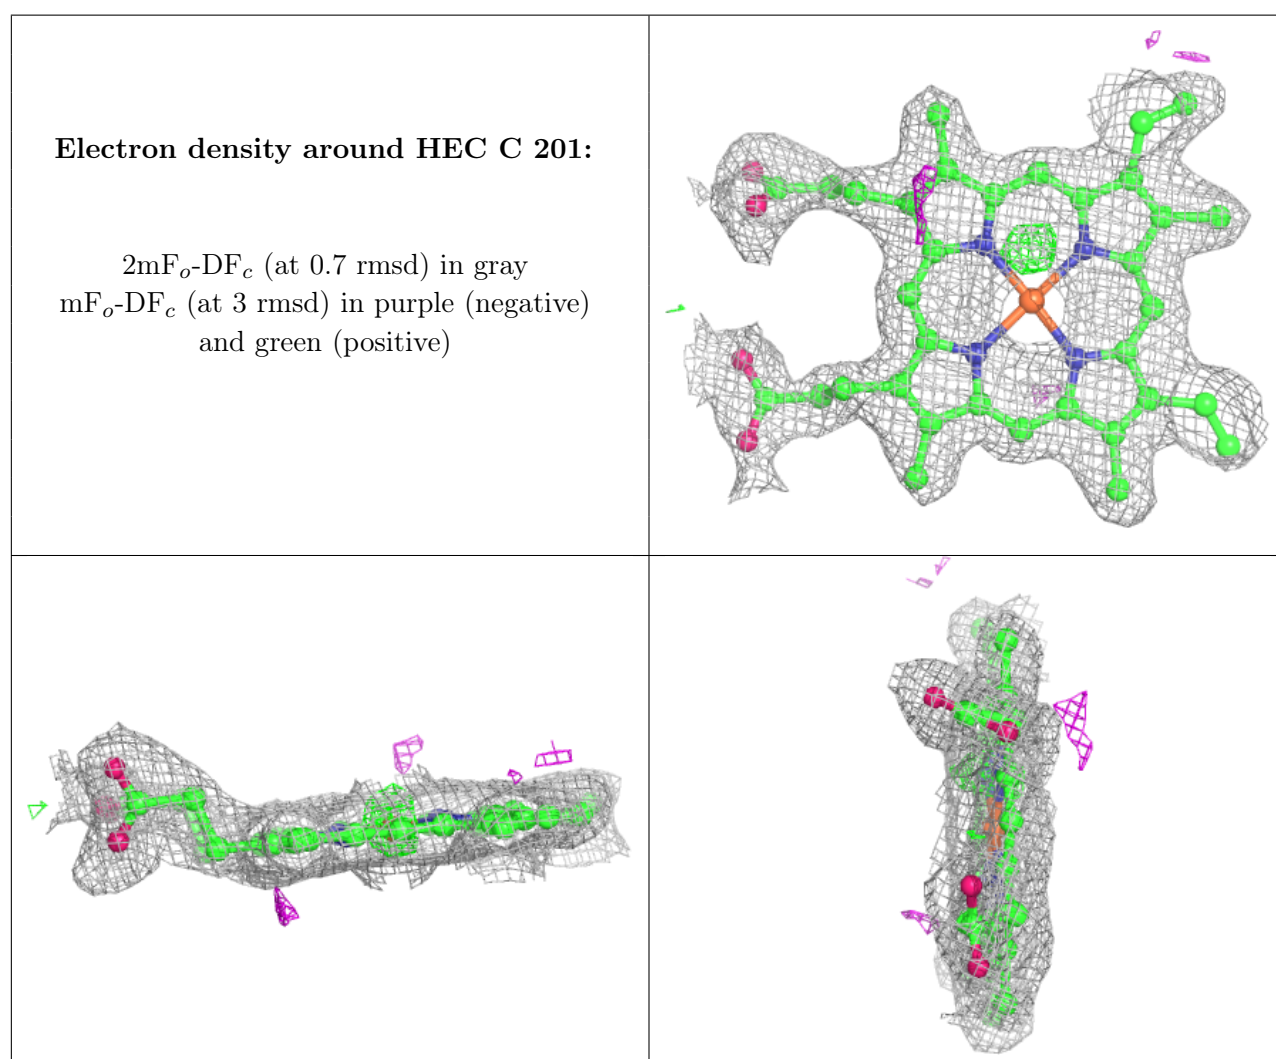 Electron density around HEC C 201:
2mFo-DFc (at 0.7 rmsd) in gray
mFo-DFc (at 3 rmsd) in purple (negative)
and green (positive)